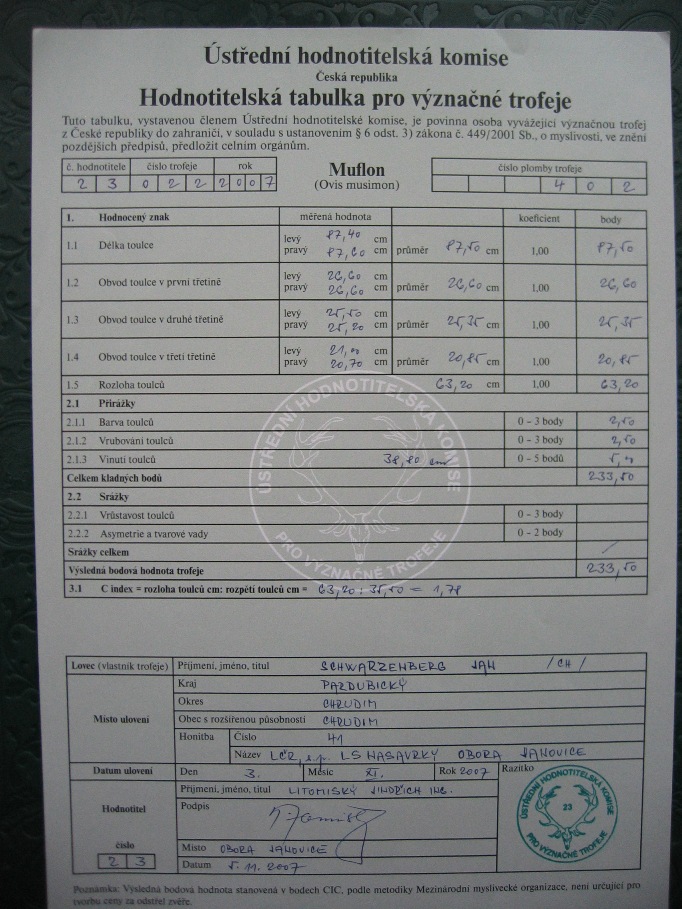 Ústřední hodnotitelská komise
Česká republika
Hodnotitelská tabulka pro význačné trofeje
Tuto tabulku, vystavenou členem Ústřední hodnotitelské komise, je povinna osoba vyvážející význačnou trofej
z České republiky do zahraničí, v souladu s ustanovením § 6 odst. 3) zákona č. 449/2001 Sb., o myslivosti, ve znění
pozdějších předpisů, předložit celním orgánům.
č. hodnotitele číslo trofeje rok
2 3 0 2 2 2 0 0 7
Muflon
(Ovis musimon)
číslo plomby trofeje
4 0 2
1. Hodnocený znak měřená hodnota koeficient body
1.1 Délka toulce levý 87,40 cm pravý 87,60 cm průměr 87,50 cm 1,00 87,50
1.2 Obvod toulce v první třetině levý 26,60 cm pravý 26,60 cm průměr 26,60 cm 1,00 26,60
1.3 Obvod toulce v druhé třetině levý 25,50 cm pravý 25,20 cm průměr 25,35 cm 1,00 25,35
1.4 Obvod toulce v třetí třetině levý 21,00 cm pravý 20,70 cm průměr 20,85 cm 1,00 20,85
1.5 Rozloha toulců 63,20 cm 1,00 63,20
2.1 Přirážky
2.1.1 Barva toulců 0 – 3 body 2,50
2.1.2 Vrubování toulců 0 – 3 body 2,50
2.1.3 Vinutí toulců 38,80 cm 0 – 5 bodů 5,00
Celkem kladných bodů 233,50
2.2 Srážky
2.2.1 Vrůstavost toulců 0 – 3 body
2.2.2 Asymetrie a tvarové vady 0 – 2 body
Srážky celkem
Výsledná bodová hodnota trofeje 233,50
3.1 C index = rozloha toulců cm: rozpětí toulců cm = 63,20 : 35,50 = 1,78
ÚSTŘEDNÍ HODNOTITELSKÁ KOMISE
PRO VÝZNAČNÉ TROFEJE
Lovec (vlastník trofeje) Příjmení, jméno, titul SCHWARZENBERG JAN /CH/
Místo ulovení Kraj PARDUBICKÝ
Okres CHRUDIM
Obec s rozšířenou působností CHRUDIM
Honitba Číslo 41
Název LČR, s.p. LS NASAVRKY OBORA JANOVICE
Datum ulovení Den 3. Měsíc XI. Rok 2007 Razítko
Hodnotitel Příjmení, jméno, titul LITOMISKÝ JINDŘICH ING.
Podpis
číslo
2 3
Místo OBORA JANOVICE
Datum 5. 11. 2007
ÚSTŘEDNÍ HODNOTITELSKÁ KOMISE
23
PRO VÝZNAČNÉ TROFEJE
Poznámka: Výsledná bodová hodnota stanovená v bodech CIC, podle metodiky Mezinárodní myslivecké organizace, není určující pro
tvorbu ceny za odstřel zvěře.